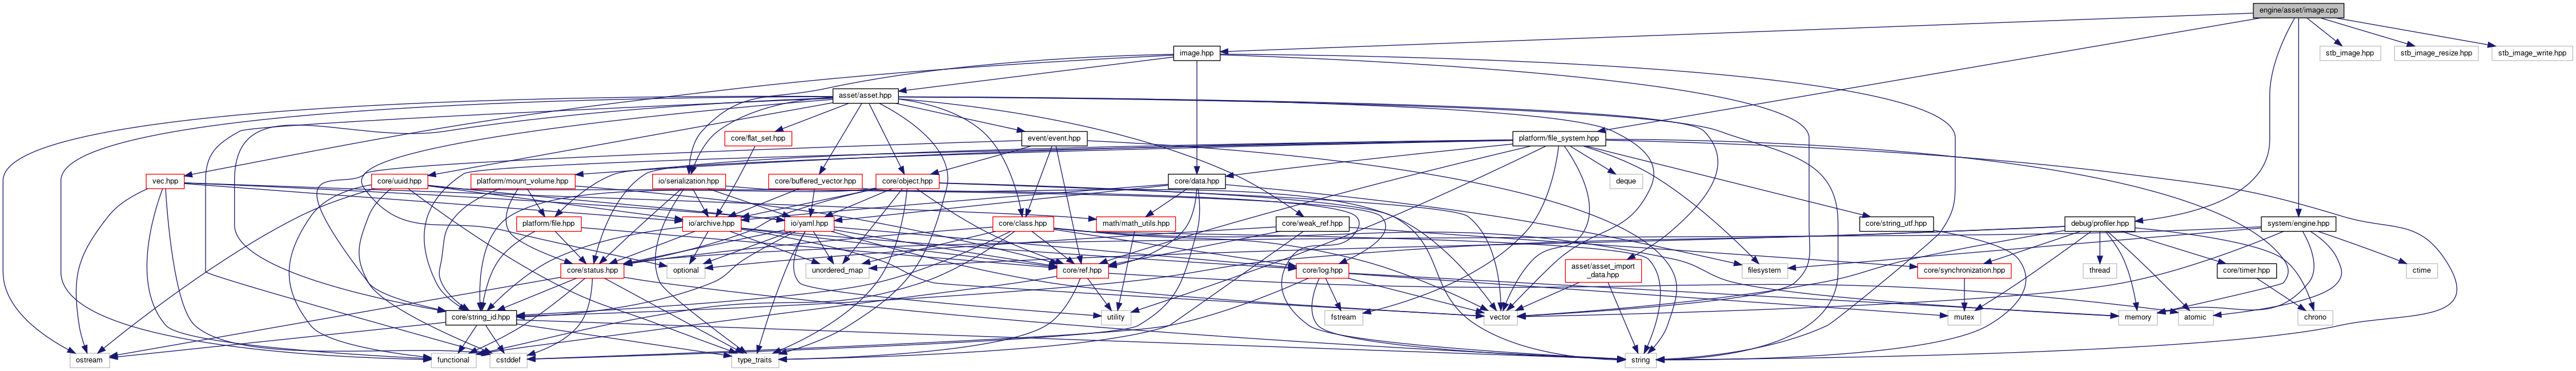 engine/asset/image.cpp
image.hpp
stb_image.hpp
stb_image_resize.hpp
stb_image_write.hpp
asset/asset.hpp
core/flat_set.hpp
event/event.hpp
platform/file_system.hpp
vec.hpp
core/uuid.hpp
platform/mount_volume.hpp
io/serialization.hpp
core/buffered_vector.hpp
core/object.hpp
core/data.hpp
deque
platform/file.hpp
io/archive.hpp
io/yaml.hpp
core/class.hpp
math/math_utils.hpp
core/weak_ref.hpp
core/string_utf.hpp
debug/profiler.hpp
system/engine.hpp
core/status.hpp
optional
unordered_map
core/ref.hpp
core/log.hpp
asset/asset_import
_data.hpp
filesystem
core/synchronization.hpp
thread
core/timer.hpp
ctime
core/string_id.hpp
utility
fstream
vector
mutex
memory
atomic
chrono
ostream
functional
cstddef
type_traits
string